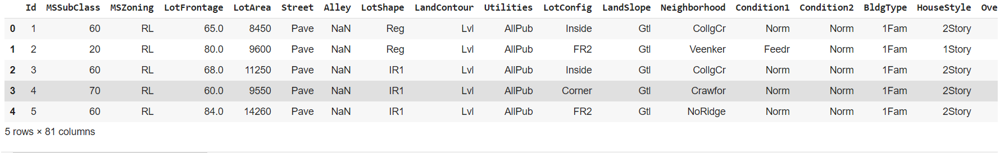 Id MSSubClass MSZoning LotFrontage LotArea Street Alley LotShape LandContour Utilities LotConfig LandSlope Neighborhood Condition1 Condition2 BldgType HouseStyle Ove
0 1 60 RL 65.0 8450 Pave NaN Reg Lvl AllPub Inside Gtl CollgCr Norm Norm 1Fam 2Story
1 2 20 RL 80.0 9600 Pave NaN Reg Lvl AllPub FR2 Gtl Veenker Feedr Norm 1Fam 1Story
2 3 60 RL 68.0 11250 Pave NaN IR1 Lvl AllPub Inside Gtl CollgCr Norm Norm 1Fam 2Story
3 4 70 RL 60.0 9550 Pave NaN IR1 Lvl AllPub Corner Gtl Crawfor Norm Norm 1Fam 2Story
4 5 60 RL 84.0 14260 Pave NaN IR1 Lvl AllPub FR2 Gtl NoRidge Norm Norm 1Fam 2Story
5 rows × 81 columns